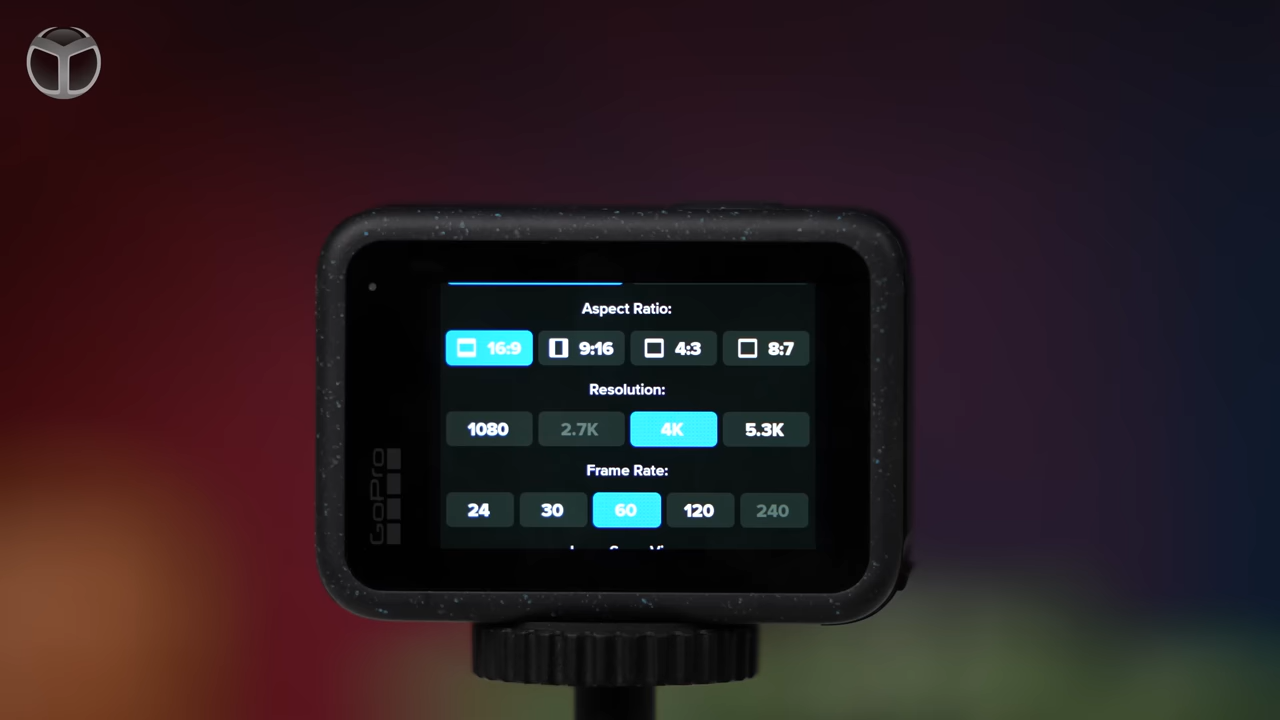 Aspect Ratio:
16:9 9:16 4:3 8:7
Resolution:
1080 2.7K 4K 5.3K
Frame Rate:
24 30 60 120 240
GoPro